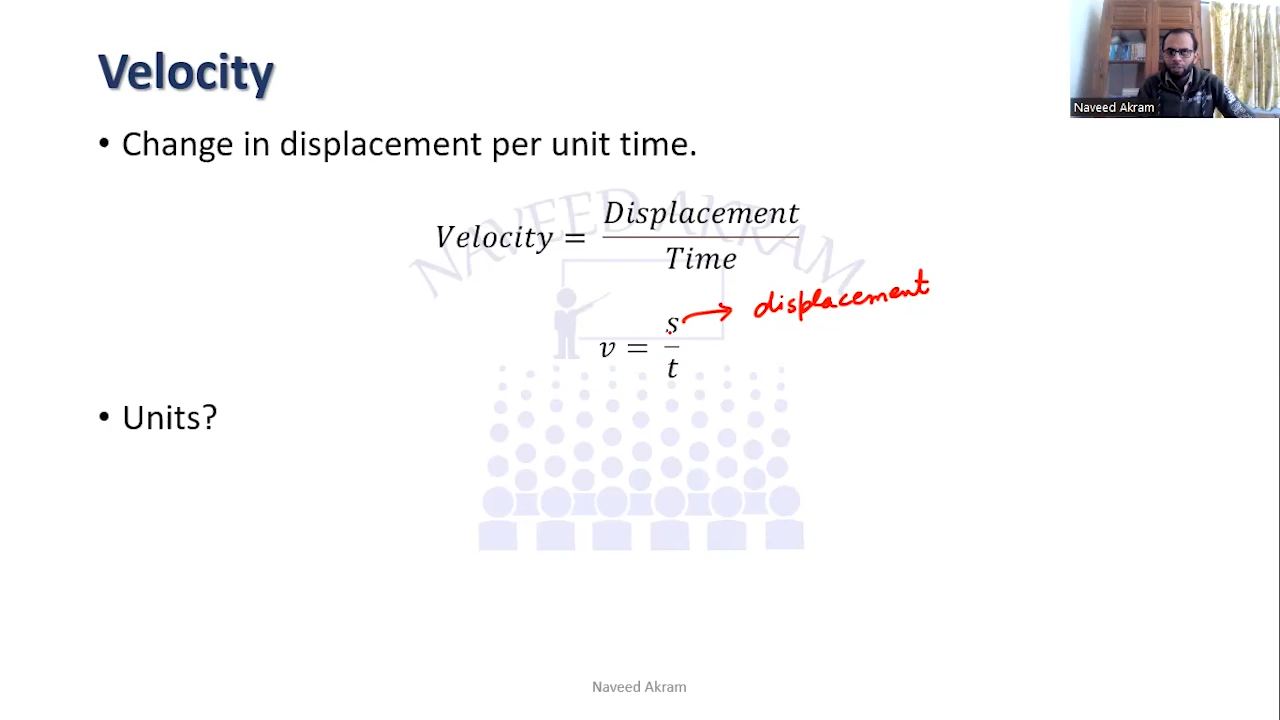 Velocity
Naveed Akram
• Change in displacement per unit time.
NAVEED AKRAM
Velocity = Displacement / Time
displacement
v = s / t
• Units?
Naveed Akram